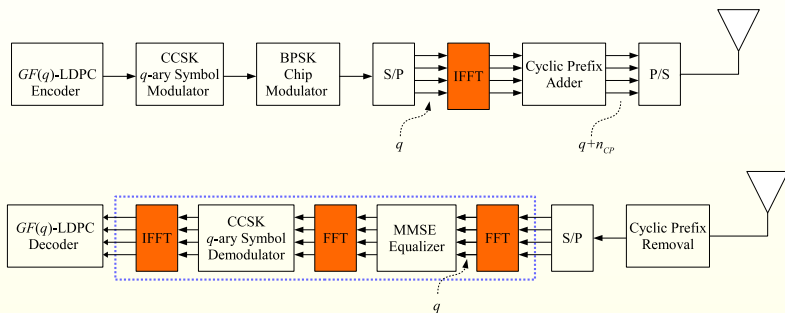 GF(q)-LDPC
Encoder
CCSK
q-ary Symbol
Modulator
BPSK
Chip
Modulator
S/P
IFFT
Cyclic Prefix
Adder
P/S
q
q+n_CP
GF(q)-LDPC
Decoder
IFFT
CCSK
q-ary Symbol
Demodulator
FFT
MMSE
Equalizer
FFT
S/P
Cyclic Prefix
Removal
q